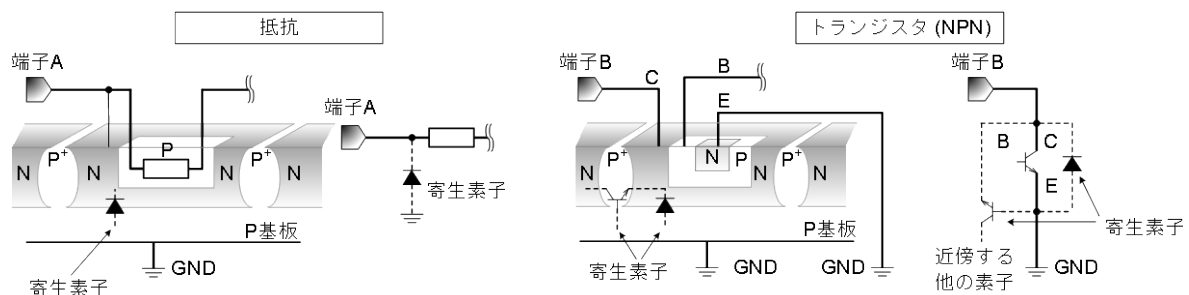 抵抗
端子A
N
P+
N
P
N
P+
N
P基板
GND
寄生素子
端子A
寄生素子
トランジスタ (NPN)
端子B
C
B
E
N
P+
N
N
P
N
P+
N
P基板
寄生素子
GND
GND
端子B
B
C
E
寄生素子
近傍する
他の素子
GND